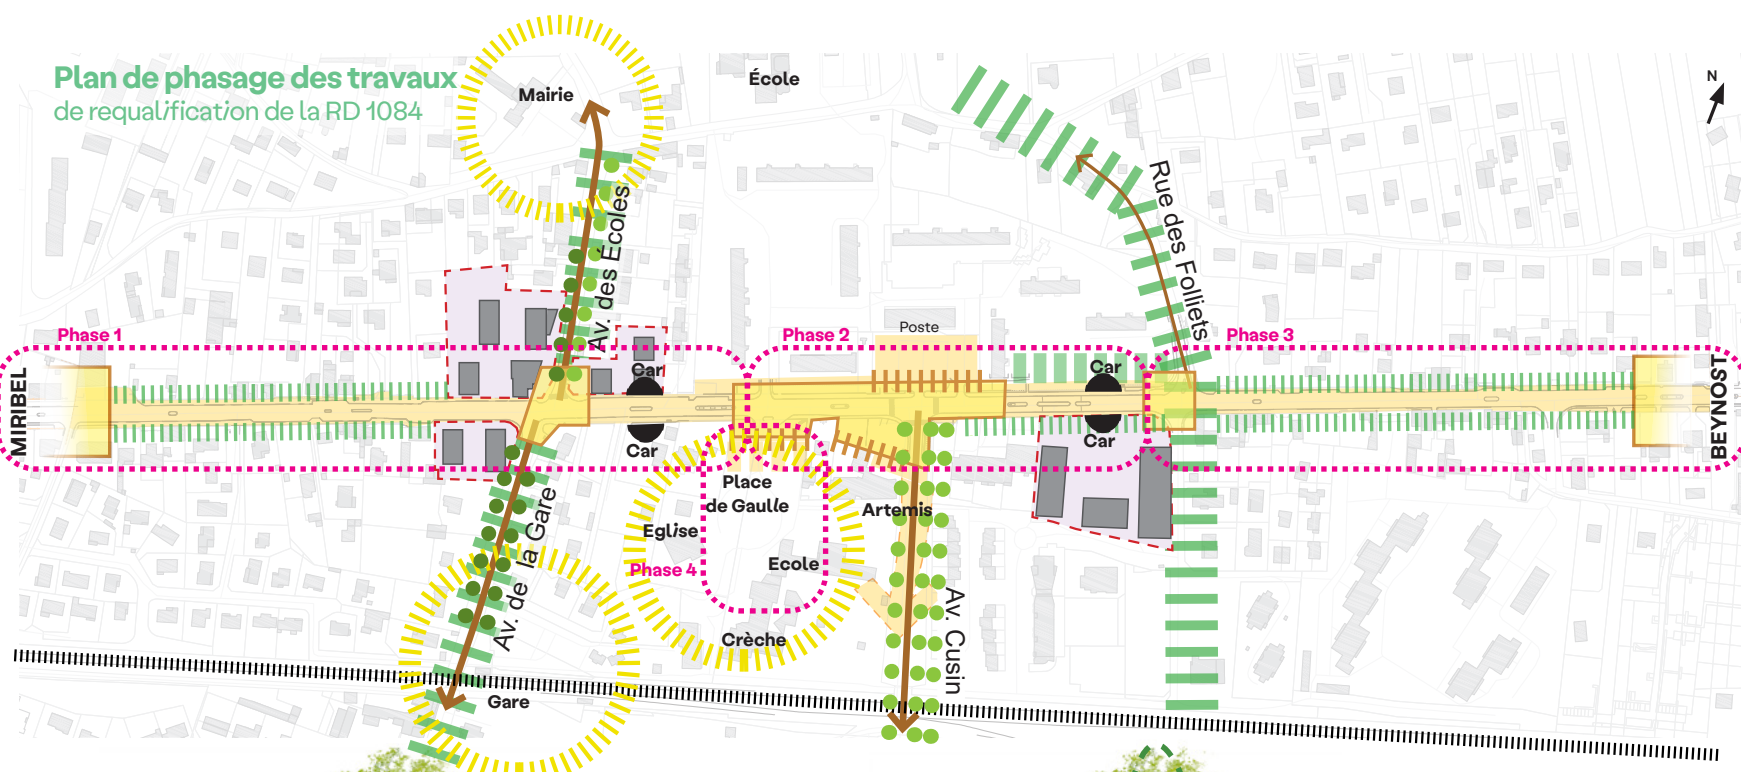 Plan de phasage des travaux
de requalification de la RD 1084
Mairie
École
N
Av. des Écoles
Rue des Folliets
Phase 1
Phase 2
Poste
Phase 3
MIRIBEL
Car
Car
BEYNOST
Car
Car
Place
de Gaulle
Artemis
Eglise
Ecole
Phase 4
Av. de la Gare
Av. Cusin
Crèche
Gare